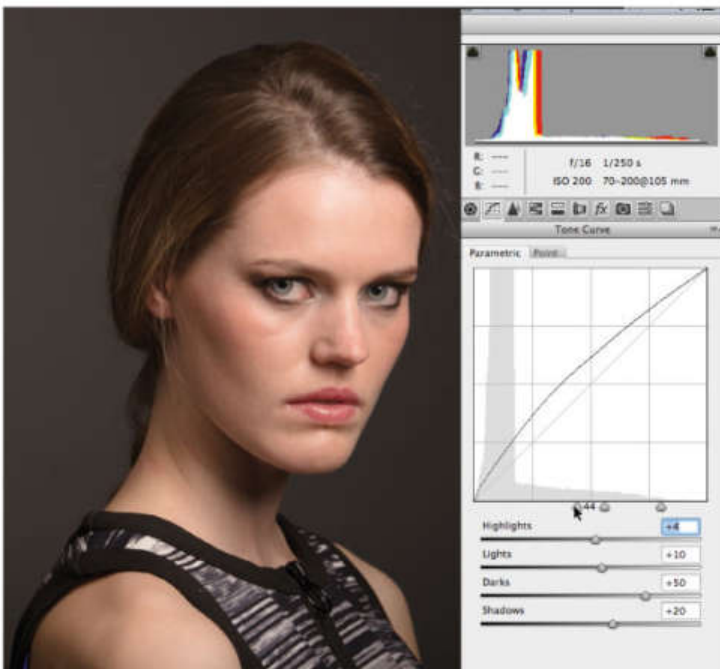 R: ---
G: ---
B: ---
f/16 1/250 s
ISO 200 70-200@105 mm
fx
Tone Curve
Parametric Point
44
Highlights +4
Lights +10
Darks +50
Shadows +20